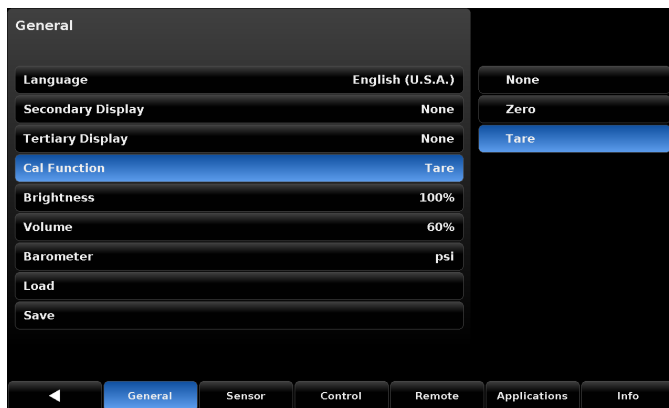 General
Language English (U.S.A.)
Secondary Display None
Tertiary Display None
Cal Function Tare
Brightness 100%
Volume 60%
Barometer psi
Load
Save
None
Zero
Tare
General Sensor Control Remote Applications Info